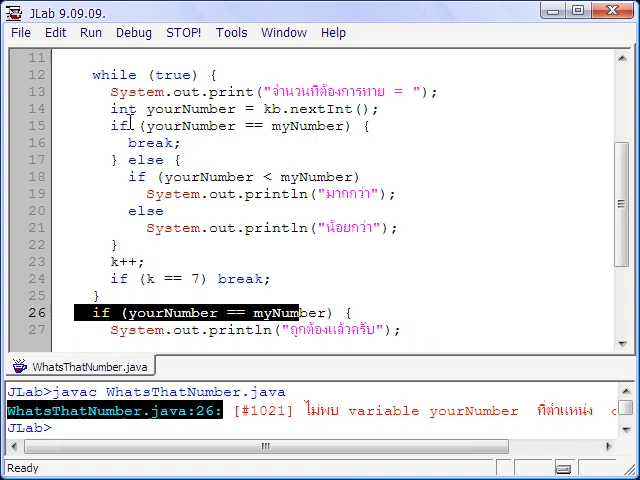 JLab 9.09.09.
File Edit Run Debug STOP! Tools Window Help
11
12 while (true) {
13 System.out.print("จำนวนที่ต้องการทาย = ");
14 int yourNumber = kb.nextInt();
15 if (yourNumber == myNumber) {
16 break;
17 } else {
18 if (yourNumber < myNumber)
19 System.out.println("มากกว่า");
20 else
21 System.out.println("น้อยกว่า");
22 }
23 k++;
24 if (k == 7) break;
25 }
26 if (yourNumber == myNumber) {
27 System.out.println("ถูกต้องแล้วครับ");
WhatsThatNumber.java
JLab>javac WhatsThatNumber.java
WhatsThatNumber.java:26: [#1021] ไม่พบ variable yourNumber ที่ตำแหน่ง
JLab>
Ready